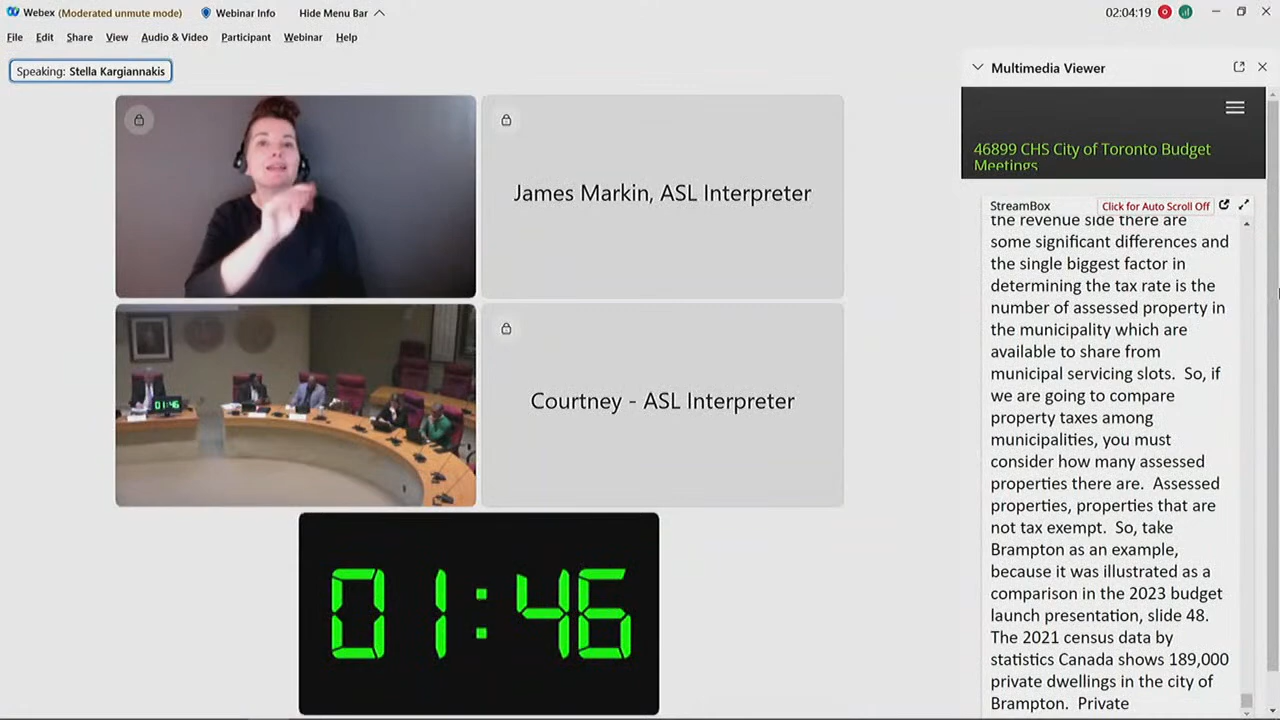 Webex (Moderated unmute mode) Webinar Info Hide Menu Bar 02:04:19
File Edit Share View Audio & Video Participant Webinar Help
Speaking: Stella Kargiannakis
James Markin, ASL Interpreter
01:46
Courtney - ASL Interpreter
01:46
Multimedia Viewer
46899 CHS City of Toronto Budget
Meetings
StreamBox Click for Auto Scroll Off
the revenue side there are
some significant differences and
the single biggest factor in
determining the tax rate is the
number of assessed property in
the municipality which are
available to share from
municipal servicing slots. So, if
we are going to compare
property taxes among
municipalities, you must
consider how many assessed
properties there are. Assessed
properties, properties that are
not tax exempt. So, take
Brampton as an example,
because it was illustrated as a
comparison in the 2023 budget
launch presentation, slide 48.
The 2021 census data by
statistics Canada shows 189,000
private dwellings in the city of
Brampton. Private